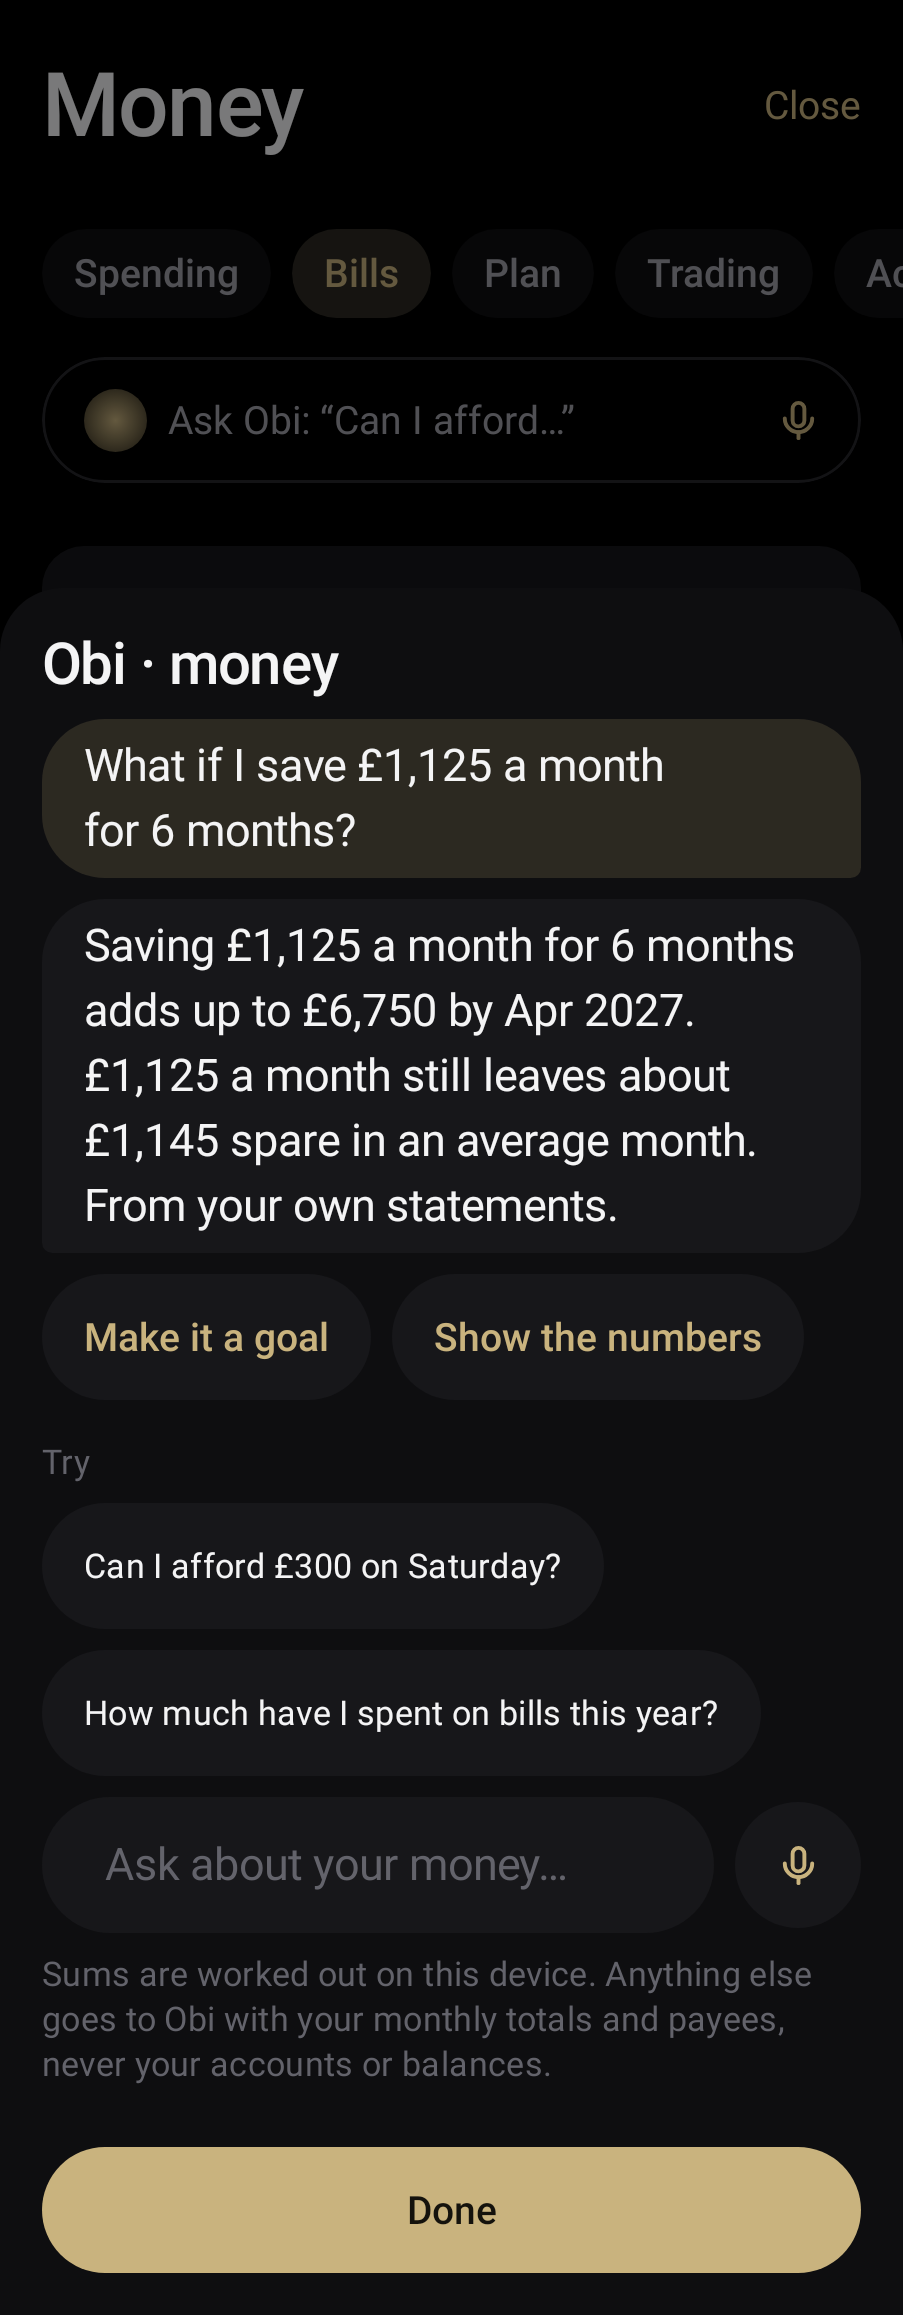 Money
Close
Spending
Bills
Plan
Trading
Ac
Ask Obi: “Can I afford…”
Obi · money
What if I save £1,125 a month
for 6 months?
Saving £1,125 a month for 6 months
adds up to £6,750 by Apr 2027.
£1,125 a month still leaves about
£1,145 spare in an average month.
From your own statements.
Make it a goal
Show the numbers
Try
Can I afford £300 on Saturday?
How much have I spent on bills this year?
Ask about your money…
Sums are worked out on this device. Anything else
goes to Obi with your monthly totals and payees,
never your accounts or balances.
Done